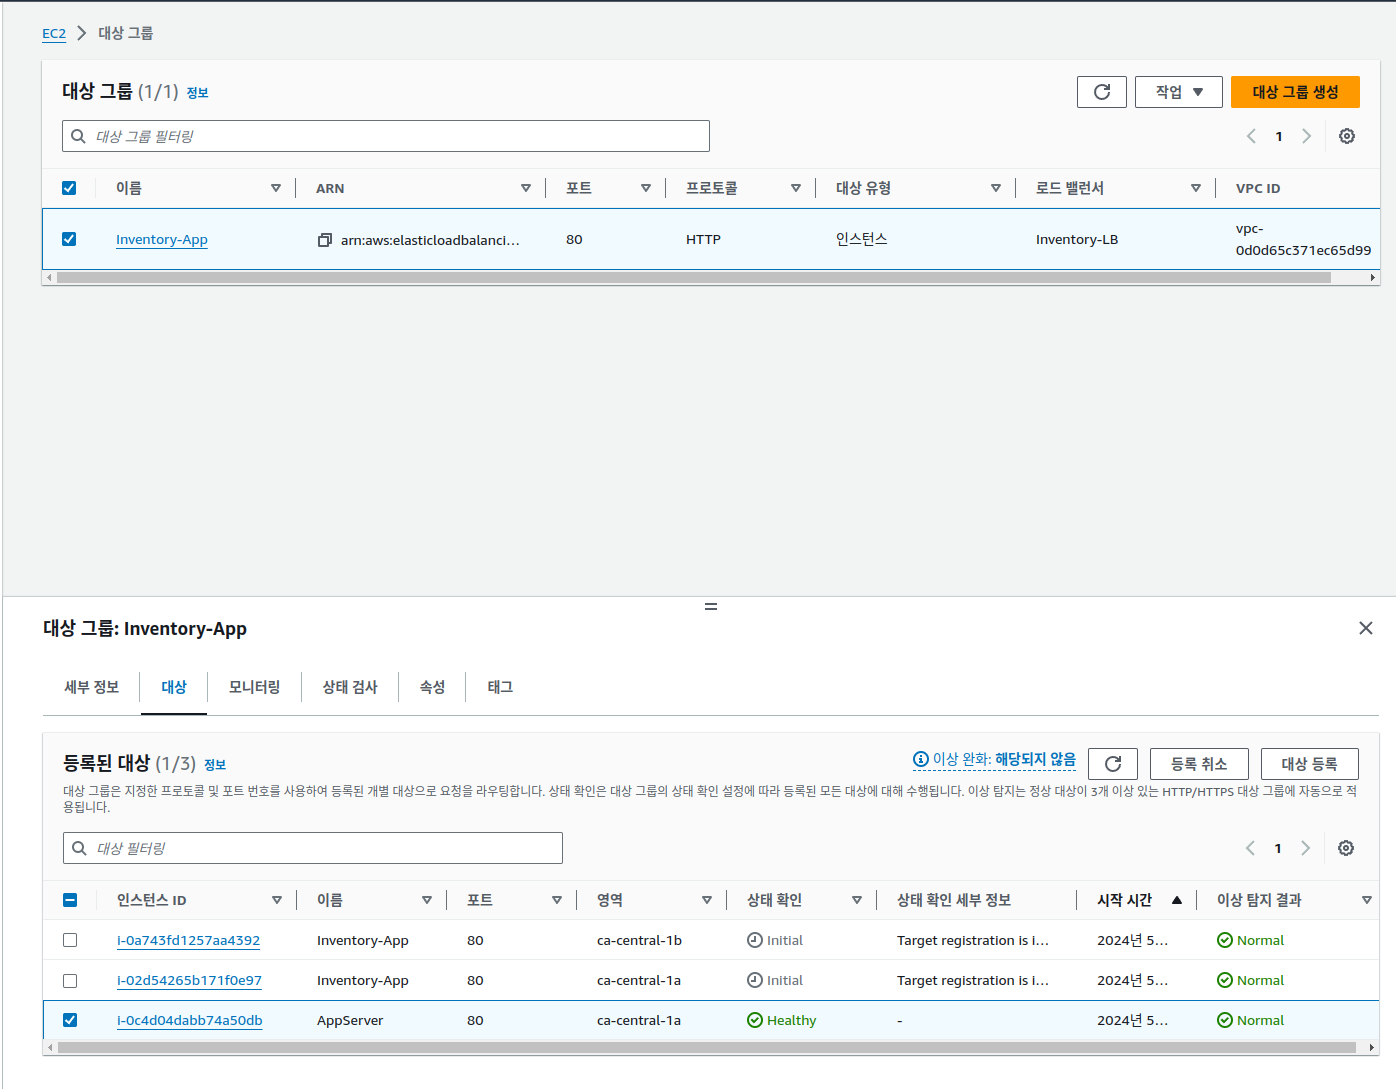 EC2 > 대상 그룹
대상 그룹 (1/1) 정보
작업
대상 그룹 생성
대상 그룹 필터링
1
이름 ARN 포트 프로토콜 대상 유형 로드 밸런서 VPC ID
Inventory-App arn:aws:elasticloadbalanci... 80 HTTP 인스턴스 Inventory-LB vpc-
0d0d65c371ec65d99
대상 그룹: Inventory-App
세부 정보 대상 모니터링 상태 검사 속성 태그
등록된 대상 (1/3) 정보
이상 완화: 해당되지 않음
등록 취소
대상 등록
대상 그룹은 지정한 프로토콜 및 포트 번호를 사용하여 등록된 개별 대상으로 요청을 라우팅합니다. 상태 확인은 대상 그룹의 상태 확인 설정에 따라 등록된 모든 대상에 대해 수행됩니다. 이상 탐지는 정상 대상이 3개 이상 있는 HTTP/HTTPS 대상 그룹에 자동으로 적
용됩니다.
대상 필터링
1
인스턴스 ID 이름 포트 영역 상태 확인 상태 확인 세부 정보 시작 시간 이상 탐지 결과
i-0a743fd1257aa4392 Inventory-App 80 ca-central-1b Initial Target registration is i... 2024년 5... Normal
i-02d54265b171f0e97 Inventory-App 80 ca-central-1a Initial Target registration is i... 2024년 5... Normal
i-0c4d04dabb74a50db AppServer 80 ca-central-1a Healthy - 2024년 5... Normal